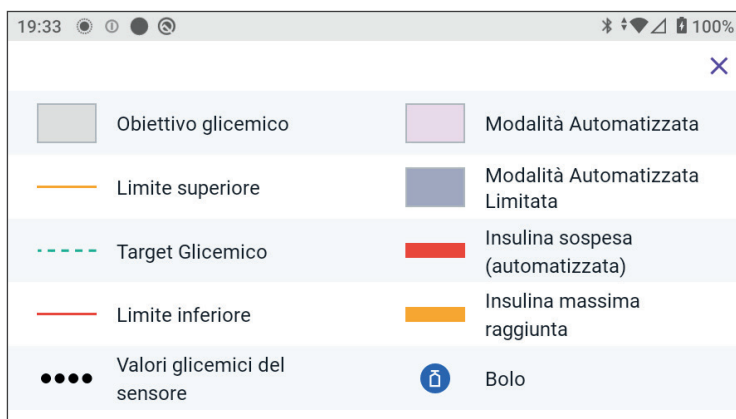 19:33
100%
Obiettivo glicemico
Modalità Automatizzata
Limite superiore
Modalità Automatizzata
Limitata
Target Glicemico
Insulina sospesa
(automatizzata)
Limite inferiore
Insulina massima
raggiunta
Valori glicemici del
sensore
Bolo